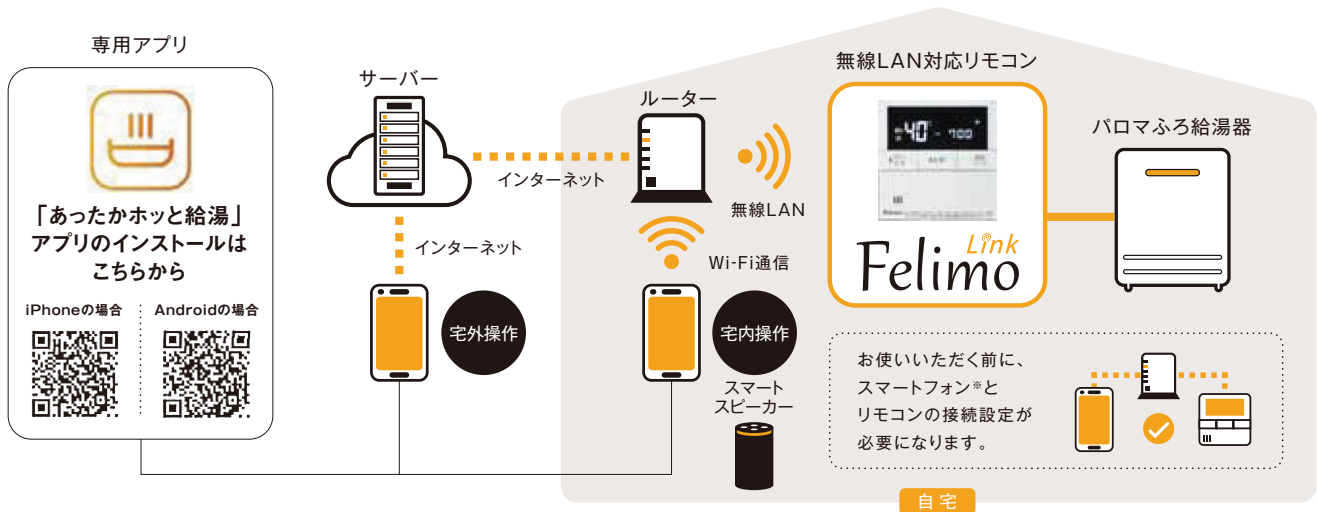 専用アプリ
「あったかホッと給湯」
アプリのインストールは
こちらから
iPhoneの場合
Androidの場合
サーバー
インターネット
インターネット
宅外操作
ルーター
無線LAN
Wi-Fi通信
宅内操作
スマート
スピーカー
無線LAN対応リモコン
40
700
Felimo Link
パロマふろ給湯器
お使いいただく前に、
スマートフォン※と
リモコンの接続設定が
必要になります。
自宅